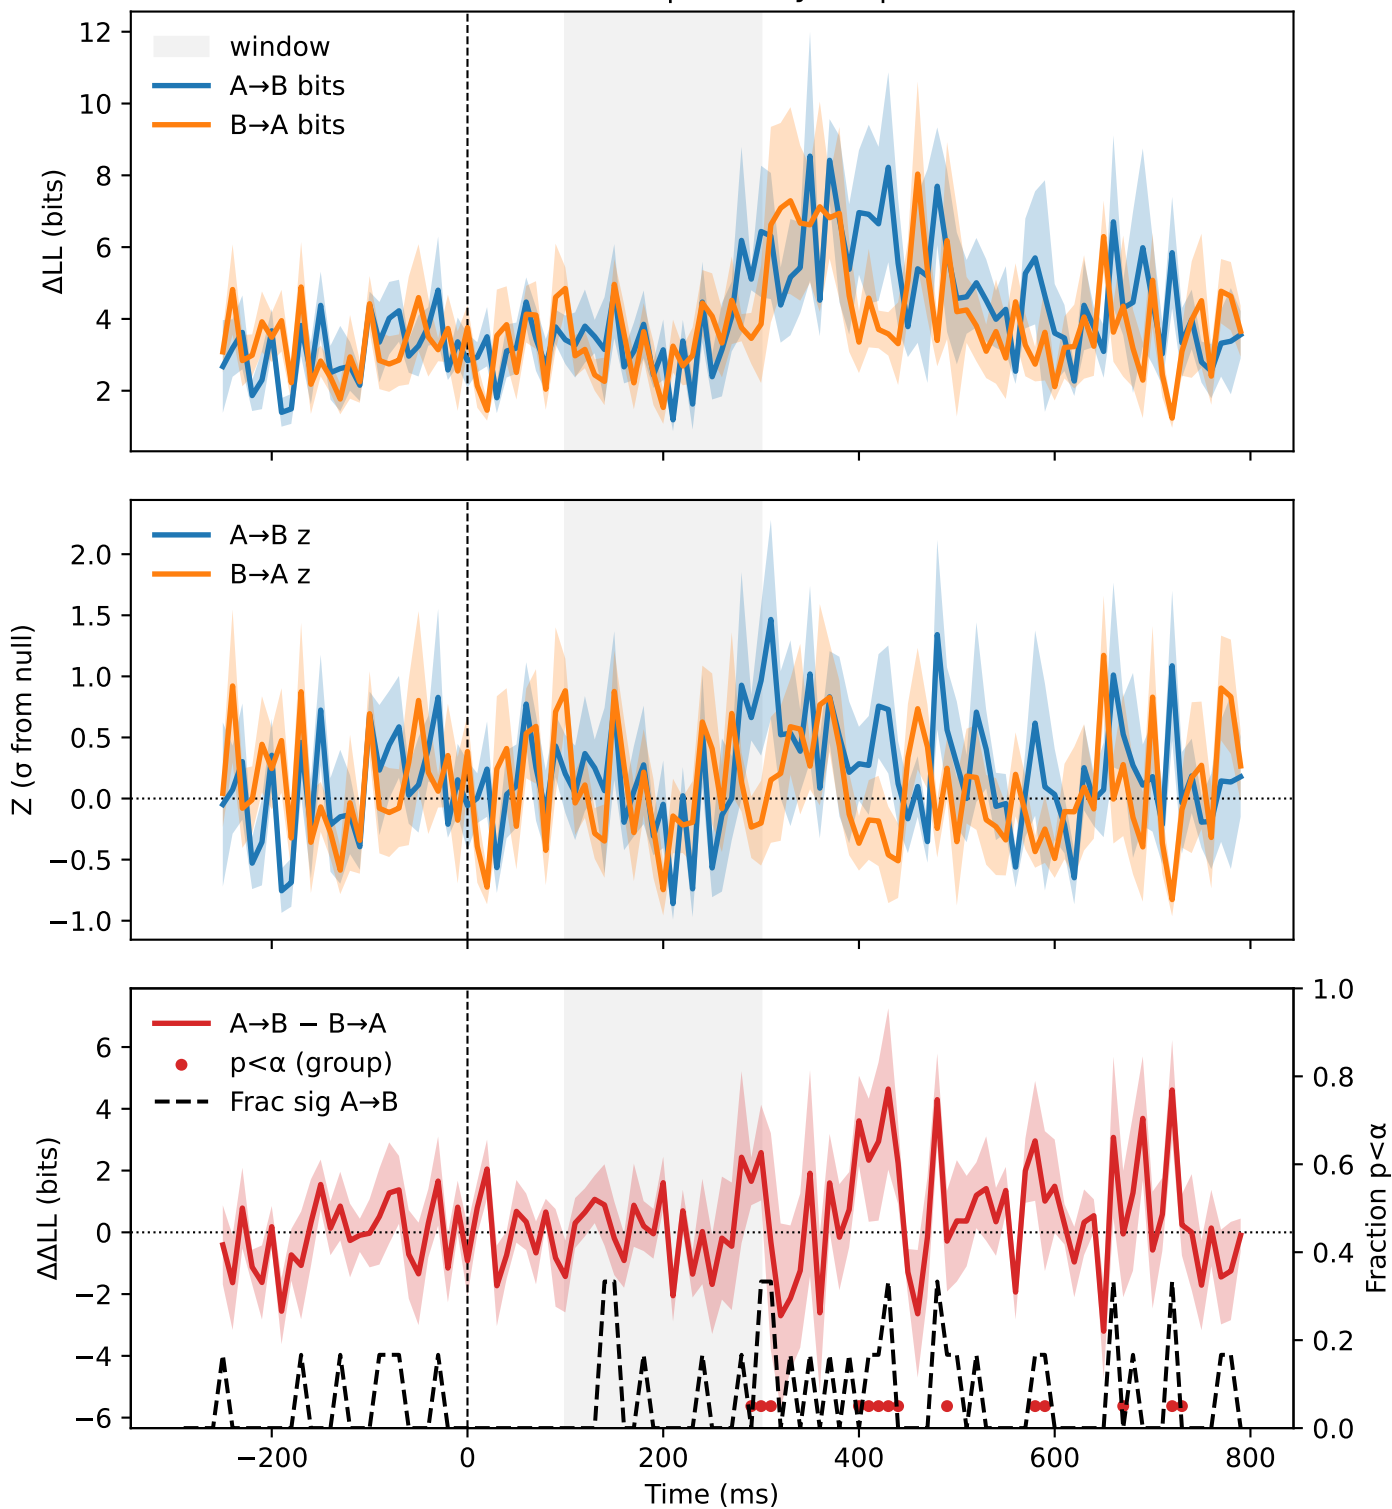 12
10
8
6
4
2
ΔLL (bits)
window
A→B bits
B→A bits
2.0
1.5
1.0
0.5
0.0
−0.5
−1.0
Z (σ from null)
A→B z
B→A z
6
4
2
0
−2
−4
−6
ΔΔLL (bits)
A→B − B→A
p<α (group)
Frac sig A→B
1.0
0.8
0.6
0.4
0.2
0.0
Fraction p<α
−200
0
200
400
600
800
Time (ms)